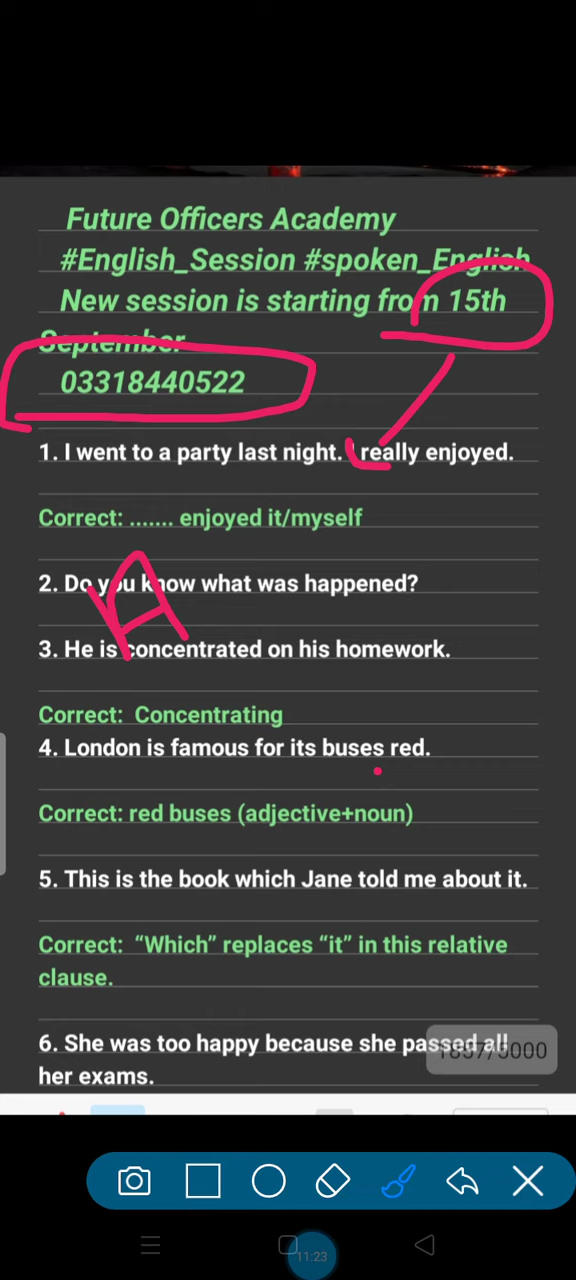 Future Officers Academy
#English_Session #spoken_English
New session is starting from 15th
September
03318440522
1. I went to a party last night. I really enjoyed.
Correct: ....... enjoyed it/myself
2. Do you know what was happened?
3. He is concentrated on his homework.
Correct: Concentrating
4. London is famous for its buses red.
Correct: red buses (adjective+noun)
5. This is the book which Jane told me about it.
Correct: “Which” replaces “it” in this relative
clause.
6. She was too happy because she passed all
her exams.
1857/5000
A
11:23